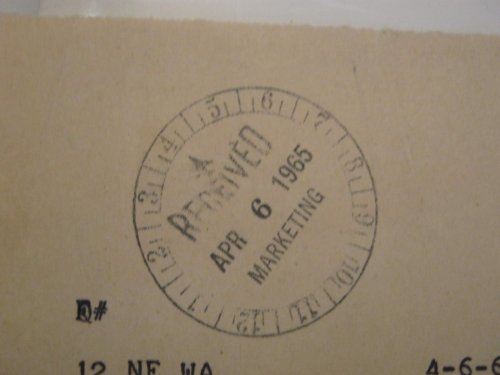 5 6 7 8 9 10 11 12 1 2 3 4
RECEIVED
APR 6 1965
MARKETING
#
12 NE WA
4-6-6